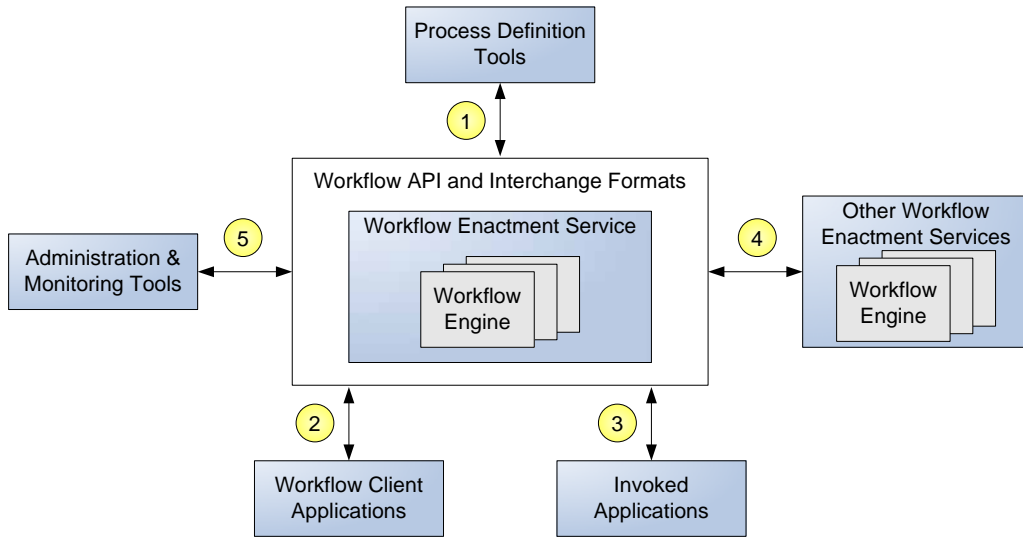 Process Definition
Tools
1
Workflow API and Interchange Formats
Workflow Enactment Service
Workflow
Engine
5
Administration &
Monitoring Tools
4
Other Workflow
Enactment Services
Workflow
Engine
2
3
Workflow Client
Applications
Invoked
Applications